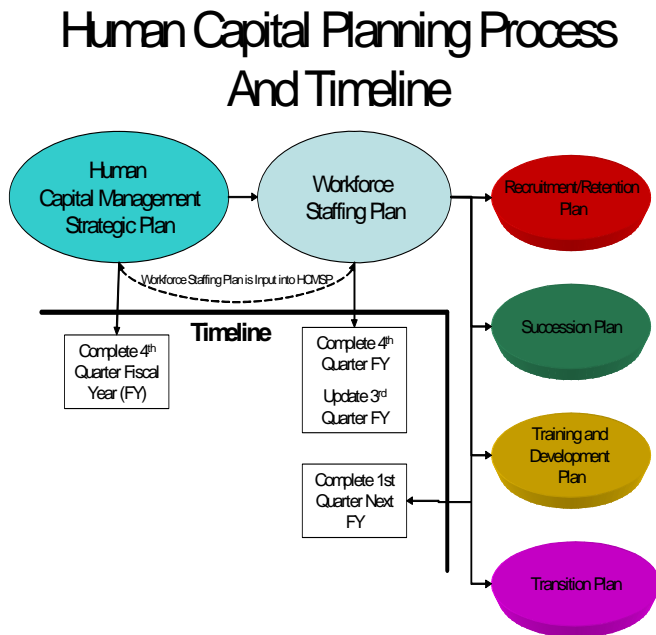 Human Capital Planning Process
And Timeline
Human
Capital Management
Strategic Plan
Workforce
Staffing Plan
Recruitment/Retention
Plan
Workforce Staffing Plan is Input into HCMSP
Timeline
Complete 4th
Quarter Fiscal
Year (FY)
Complete 4th
Quarter FY
Update 3rd
Quarter FY
Succession Plan
Training and
Development
Plan
Complete 1st
Quarter Next
FY
Transition Plan